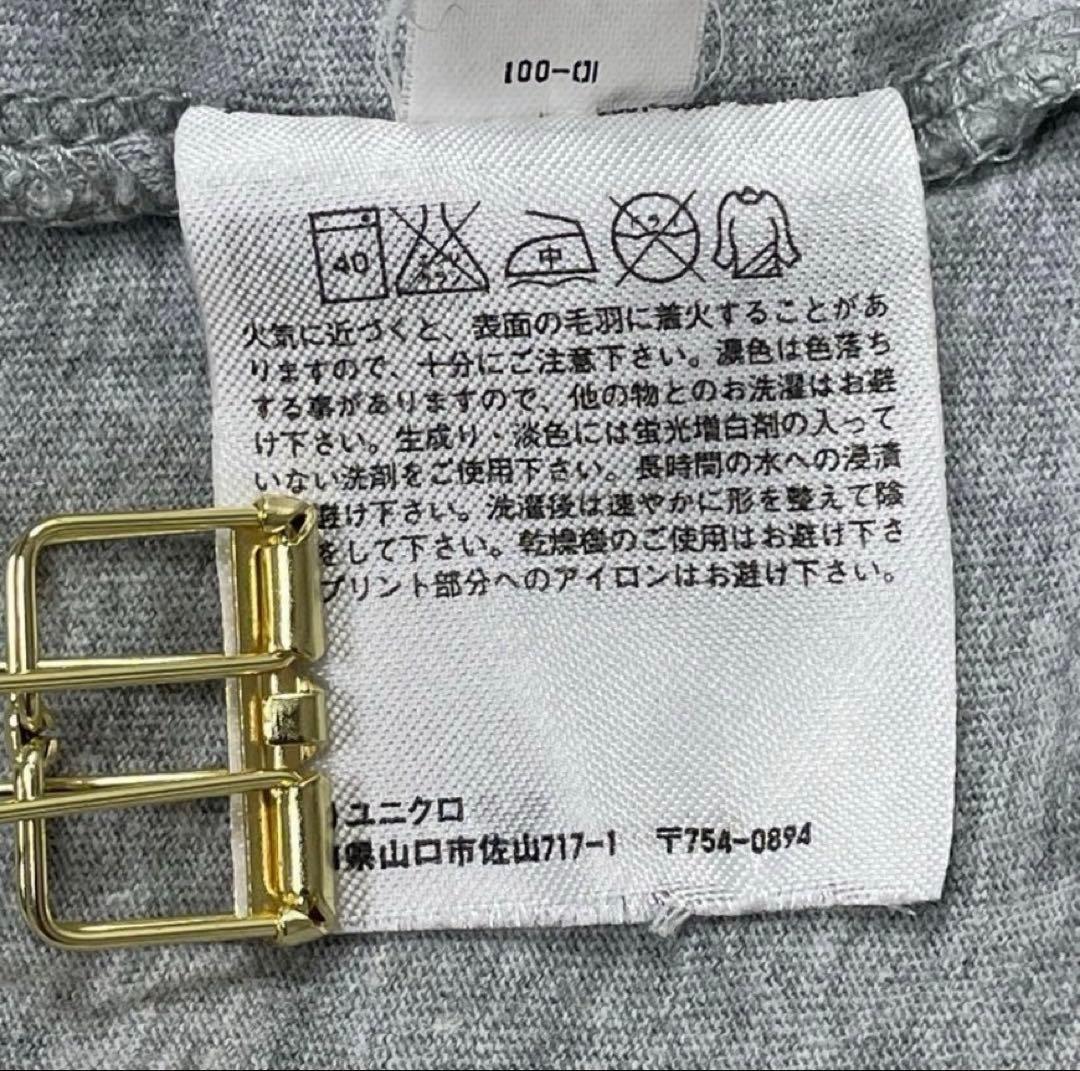 100-01
40
中
火気に近づくと、表面の毛羽に着火することがあ
りますので、十分にご注意下さい。濃色は色落ち
する事がありますので、他の物とのお洗濯はお避
け下さい。生成り・淡色には蛍光増白剤の入って
いない洗剤をご使用下さい。長時間の水への浸漬
避け下さい。洗濯後は速やかに形を整えて陰
をして下さい。乾燥機のご使用はお避け下さ
プリント部分へのアイロンはお避け下さい。
)ユニクロ
県山口市佐山717-1 〒754-0894